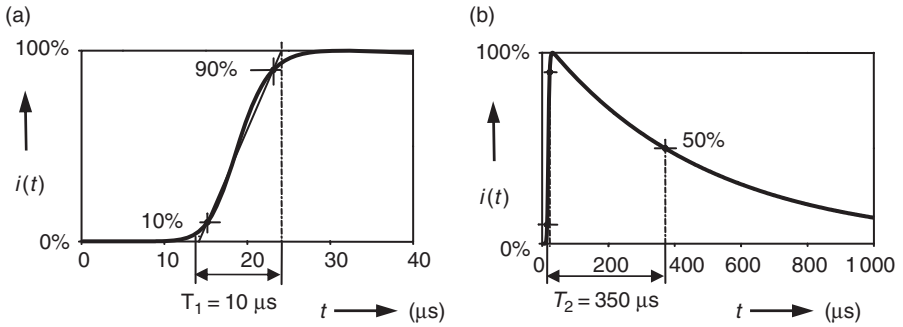 (a)
100%
90%
i(t)
10%
0%
0 10 20 30 40
T₁ = 10 µs
t (µs)
(b)
100%
50%
i(t)
0%
0 200 400 600 800 1 000
T₂ = 350 µs
t (µs)